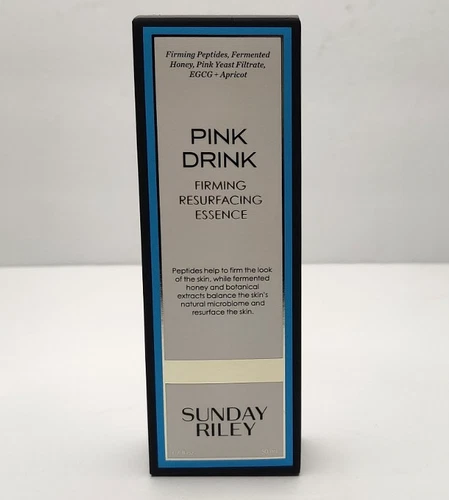 Firming Peptides, Fermented
Honey, Pink Yeast Filtrate,
EGCG + Apricot
PINK
DRINK
FIRMING
RESURFACING
ESSENCE
Peptides help to firm the look
of the skin, while fermented
honey and botanical
extracts balance the skin's
natural microbiome and
resurface the skin.
SUNDAY
RILEY